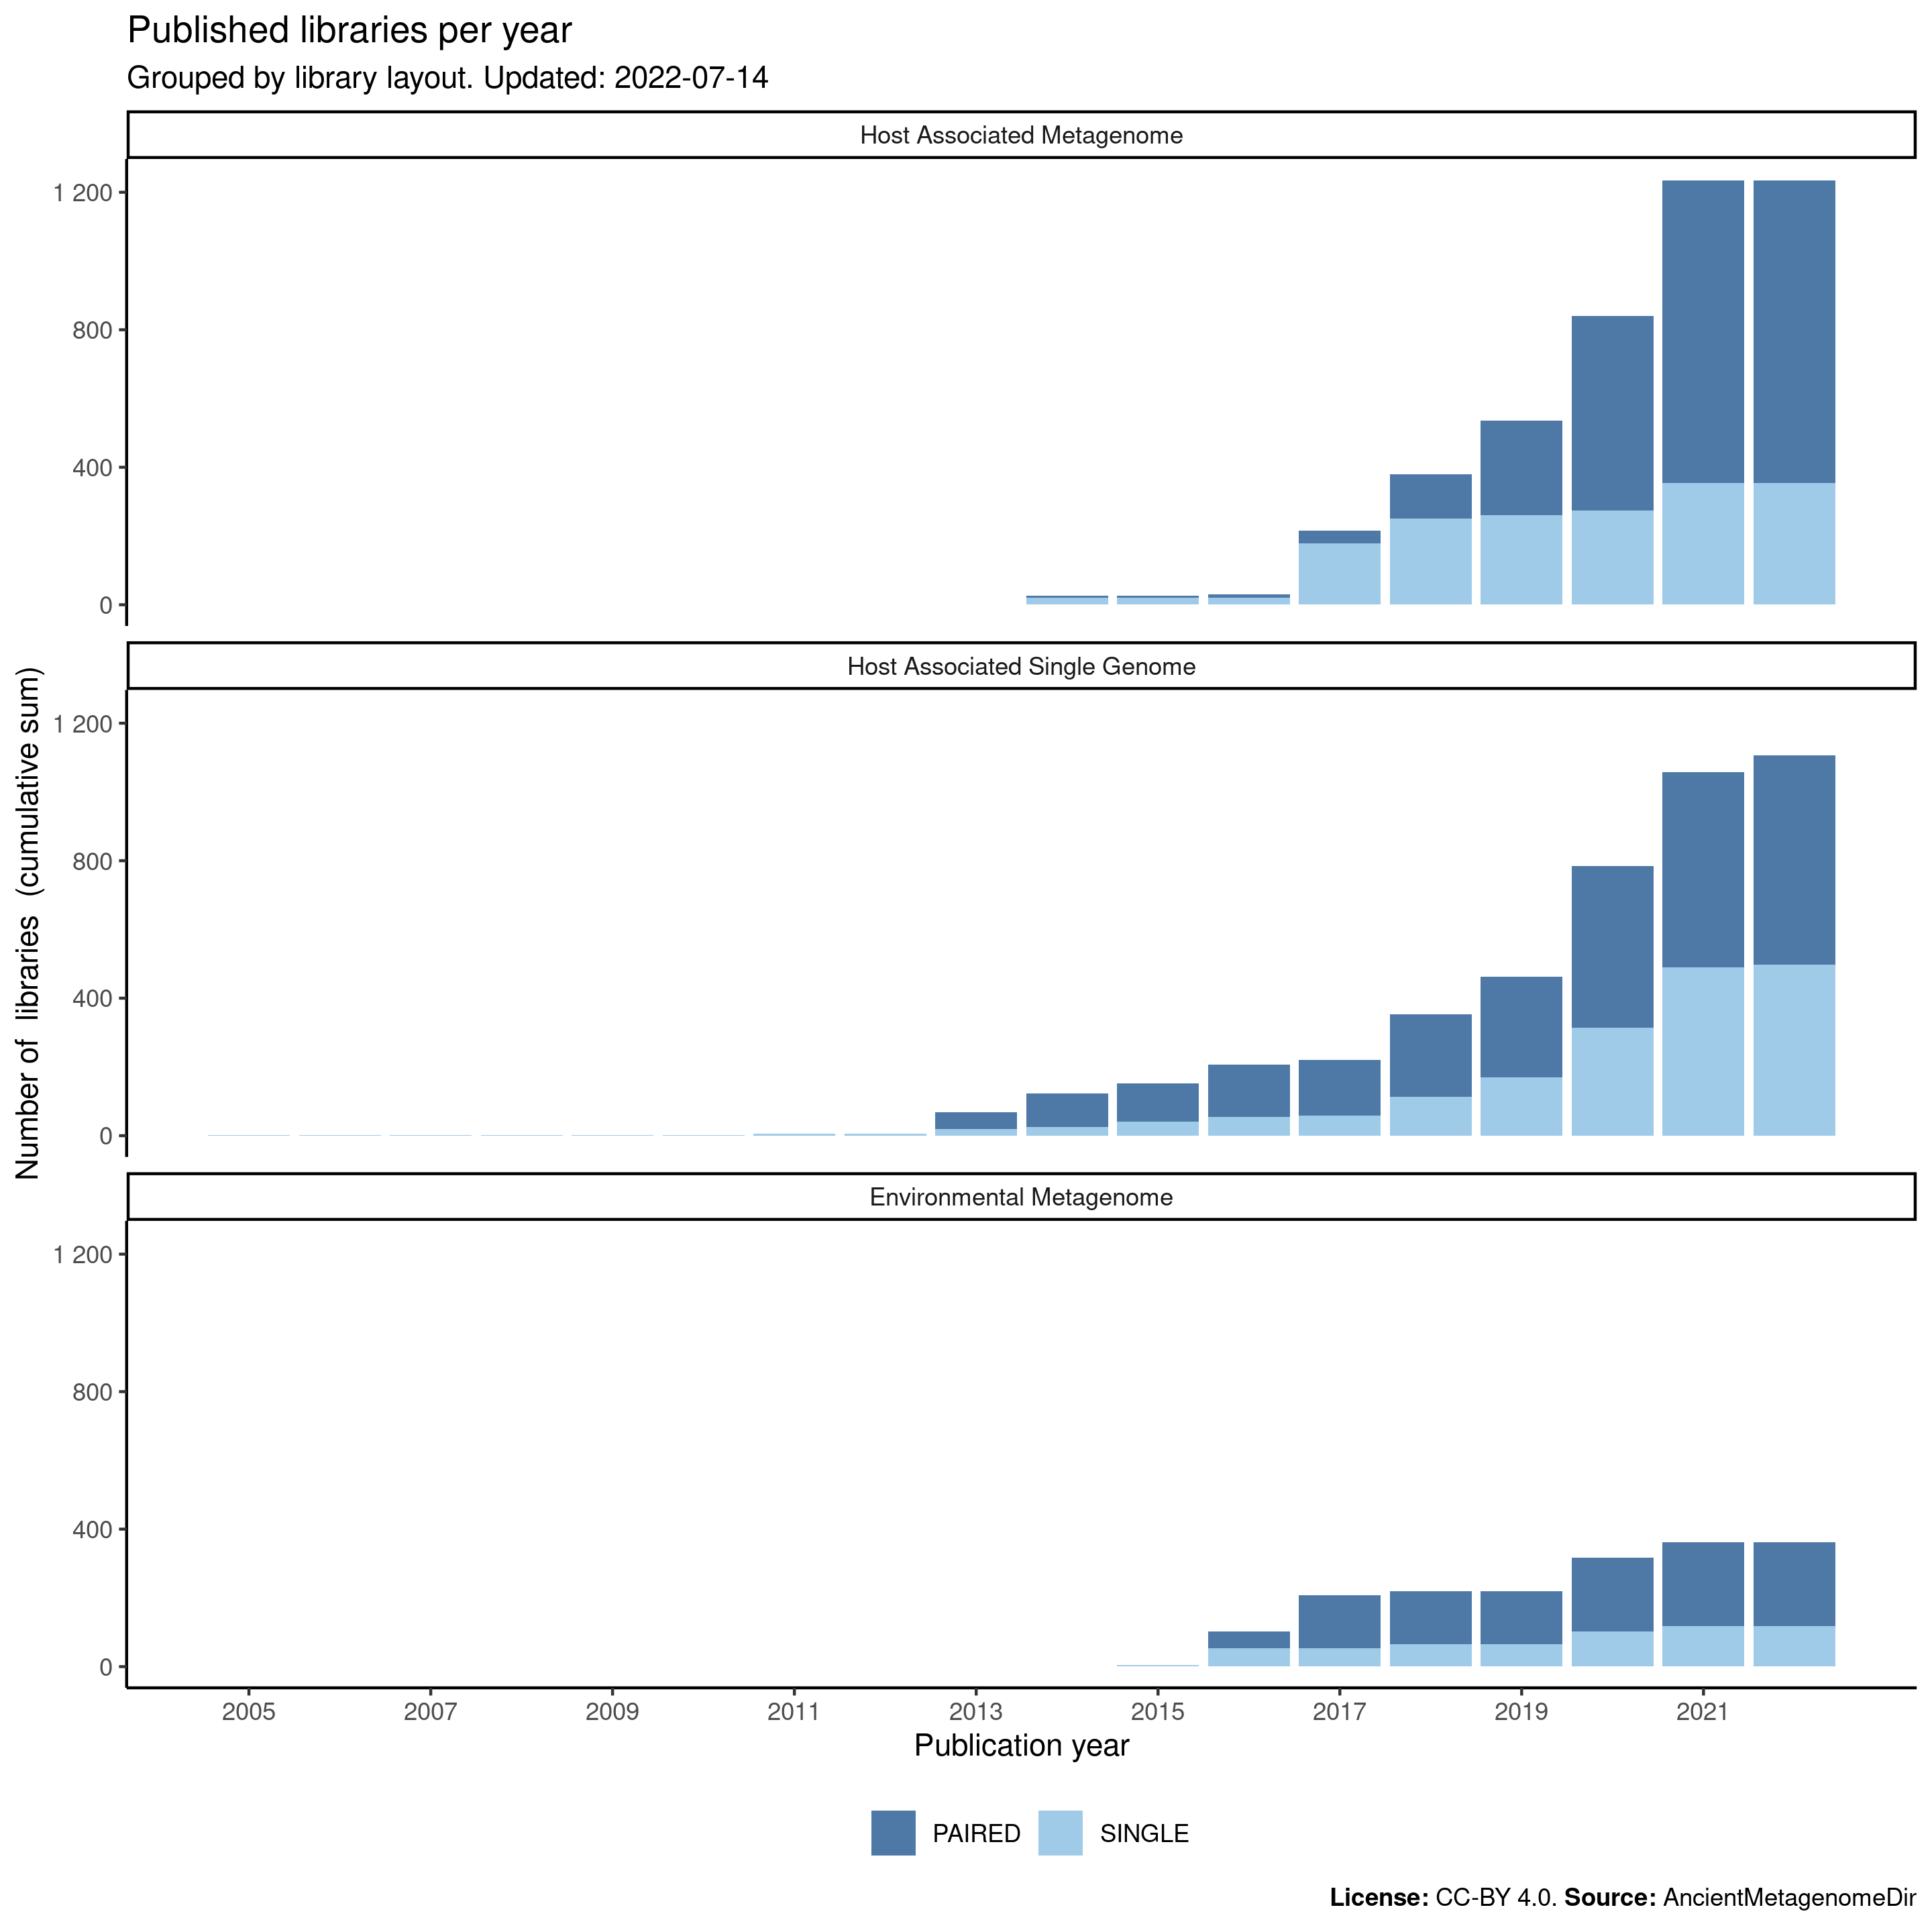 Published libraries per year
Grouped by library layout. Updated: 2022-07-14
Host Associated Metagenome
1 200
800
400
0
Host Associated Single Genome
1 200
800
400
0
Environmental Metagenome
1 200
800
400
0
Number of libraries (cumulative sum)
2005 2007 2009 2011 2013 2015 2017 2019 2021
Publication year
PAIRED SINGLE
License: CC-BY 4.0. Source: AncientMetagenomeDir